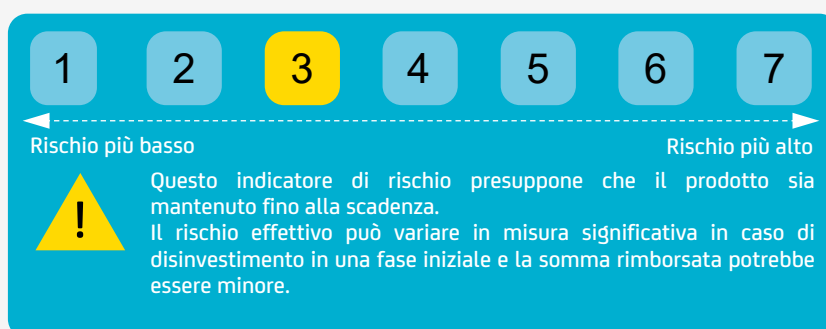 1 2 3 4 5 6 7
Rischio più basso Rischio più alto
!
Questo indicatore di rischio presuppone che il prodotto sia
mantenuto fino alla scadenza.
Il rischio effettivo può variare in misura significativa in caso di
disinvestimento in una fase iniziale e la somma rimborsata potrebbe
essere minore.